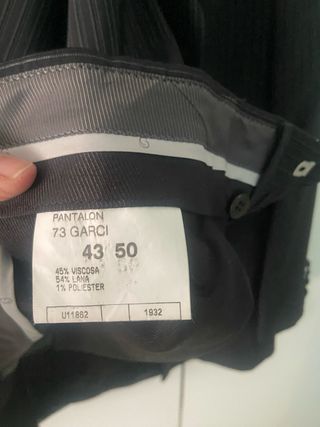 PANTALON
73 GARCI
43 50
45% VISCOSA
54% LANA
1% POLIESTER
U11882 1932